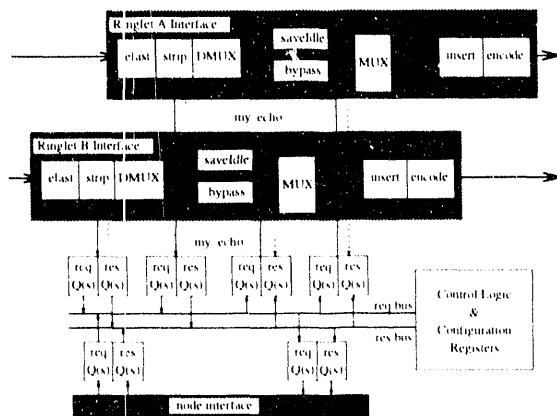 Ringlet A Interface
elast strip DMUX
saveIdle
bypass
MUX
insert encode
my echo
Ringlet B Interface
elast strip DMUX
saveIdle
bypass
MUX
insert encode
my echo
req Q(s) res Q(s)
req Q(s) res Q(s)
req Q(s) res Q(s)
req Q(s) res Q(s)
req bus
res bus
Control Logic
&
Configuration
Registers
req Q(s) res Q(s)
req Q(s) res Q(s)
node interface